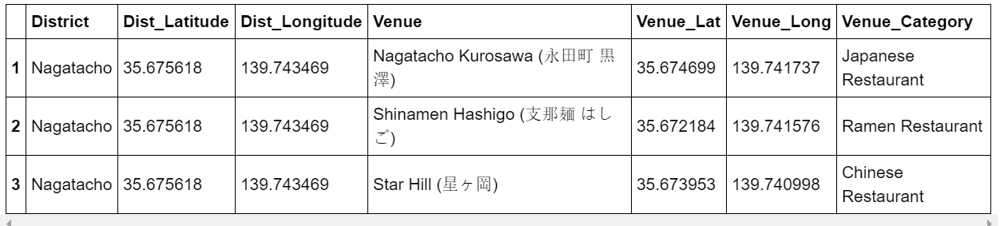 District Dist_Latitude Dist_Longitude Venue Venue_Lat Venue_Long Venue_Category
1 Nagatacho 35.675618 139.743469 Nagatacho Kurosawa (永田町 黒澤) 35.674699 139.741737 Japanese Restaurant
2 Nagatacho 35.675618 139.743469 Shinamen Hashigo (支那麺 はしご) 35.672184 139.741576 Ramen Restaurant
3 Nagatacho 35.675618 139.743469 Star Hill (星ヶ岡) 35.673953 139.740998 Chinese Restaurant